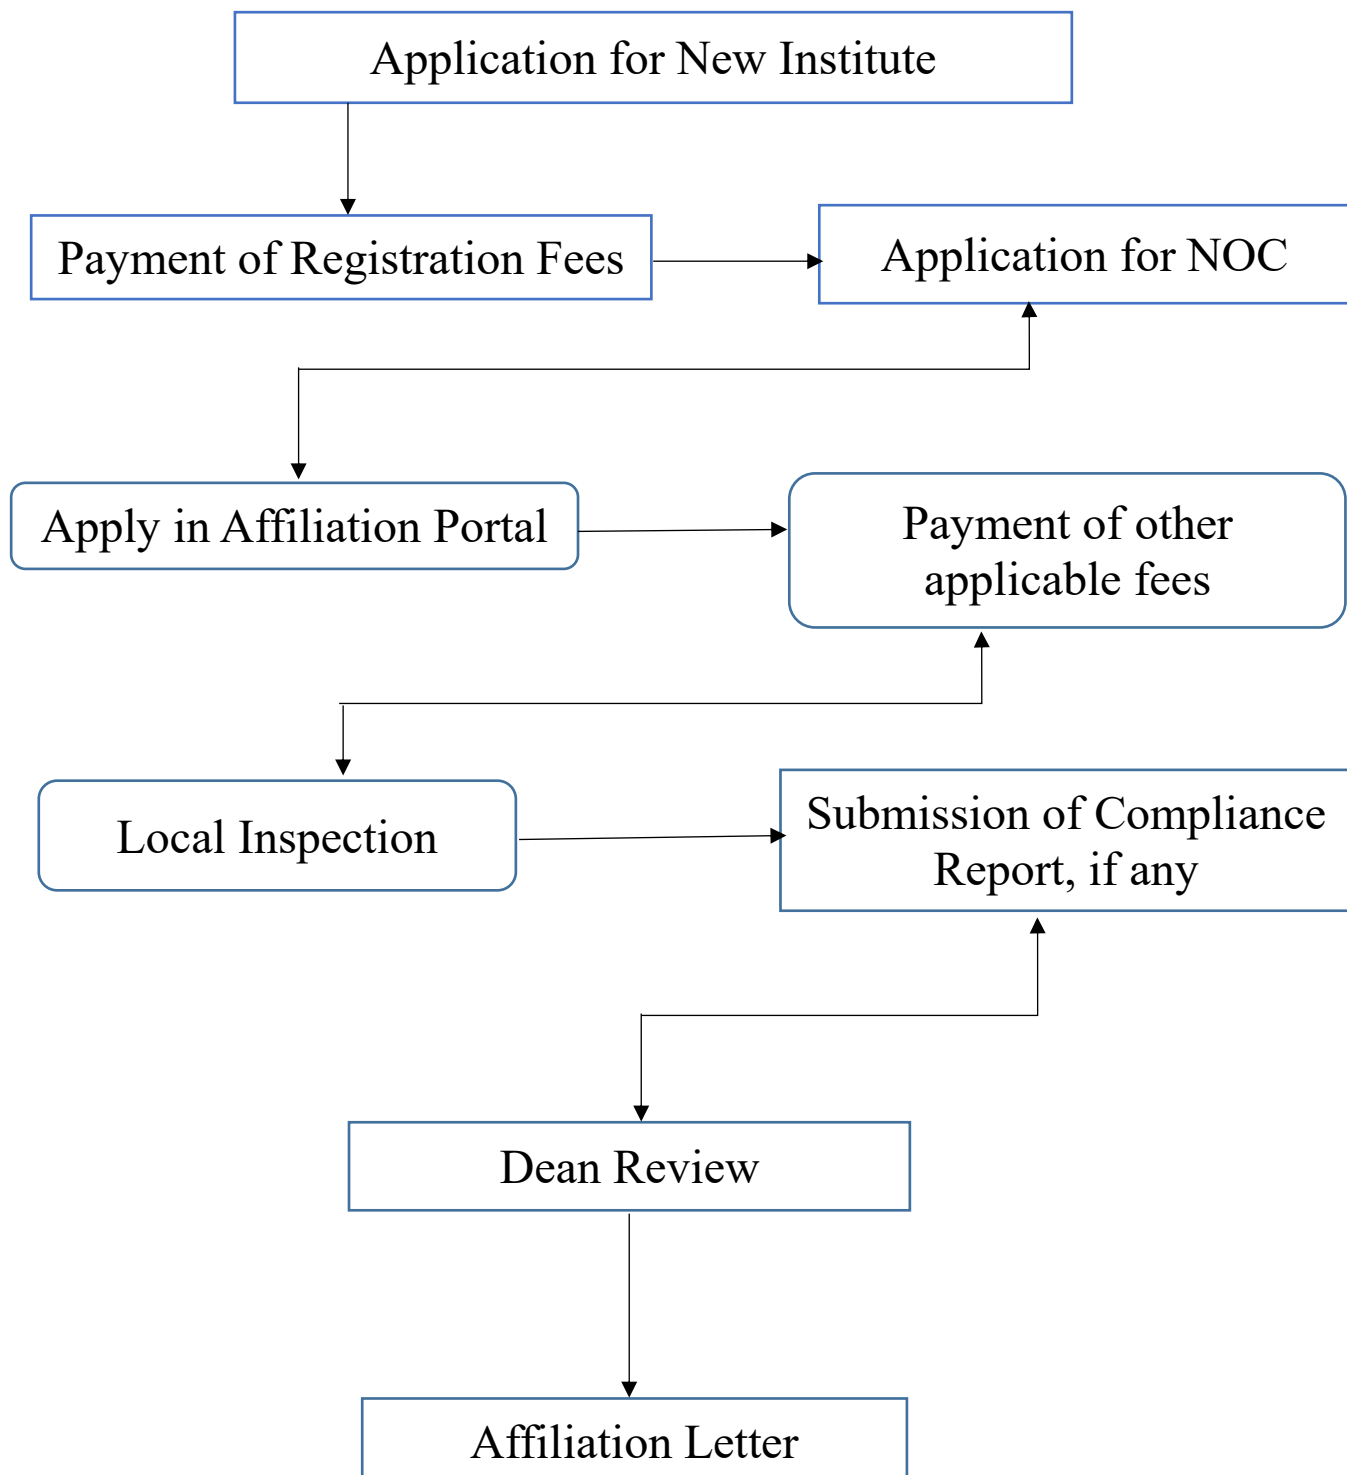 Application for New Institute
Payment of Registration Fees
Application for NOC
Apply in Affiliation Portal
Payment of other
applicable fees
Local Inspection
Submission of Compliance
Report, if any
Dean Review
Affiliation Letter